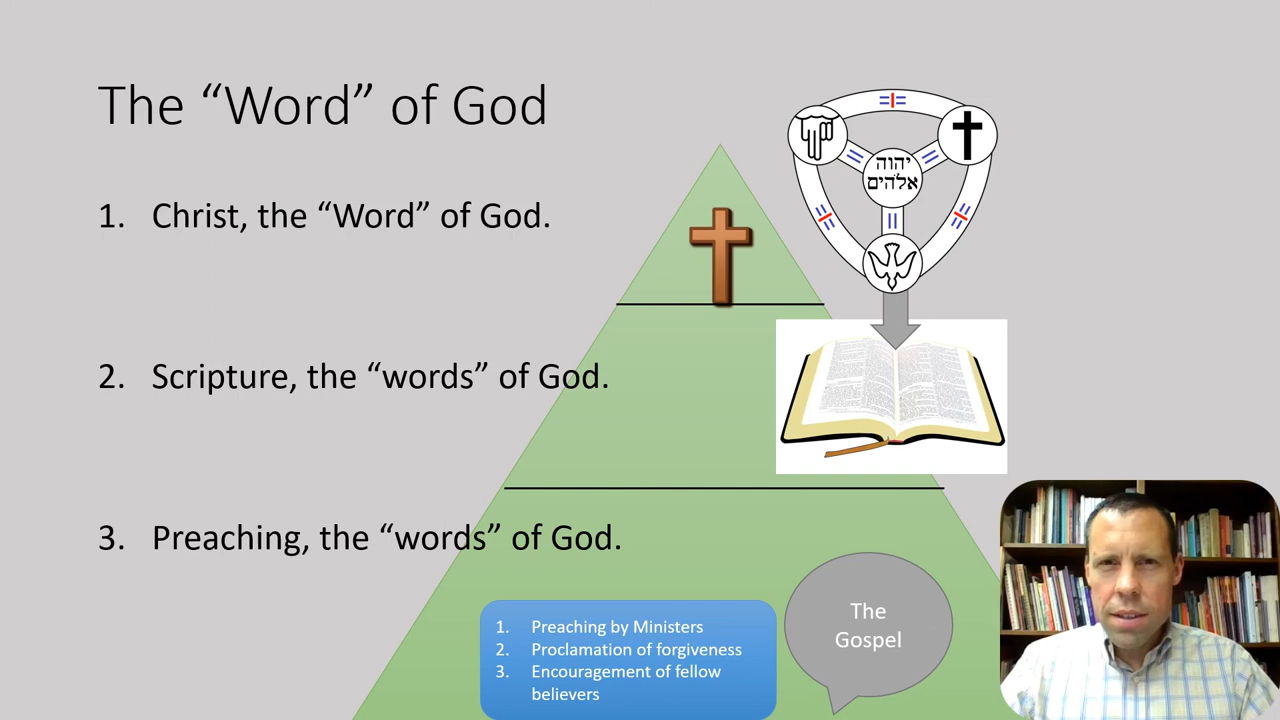 The “Word” of God
1. Christ, the “Word” of God.
2. Scripture, the “words” of God.
3. Preaching, the “words” of God.
יהוה
אלהים
1. Preaching by Ministers
2. Proclamation of forgiveness
3. Encouragement of fellow
believers
The
Gospel